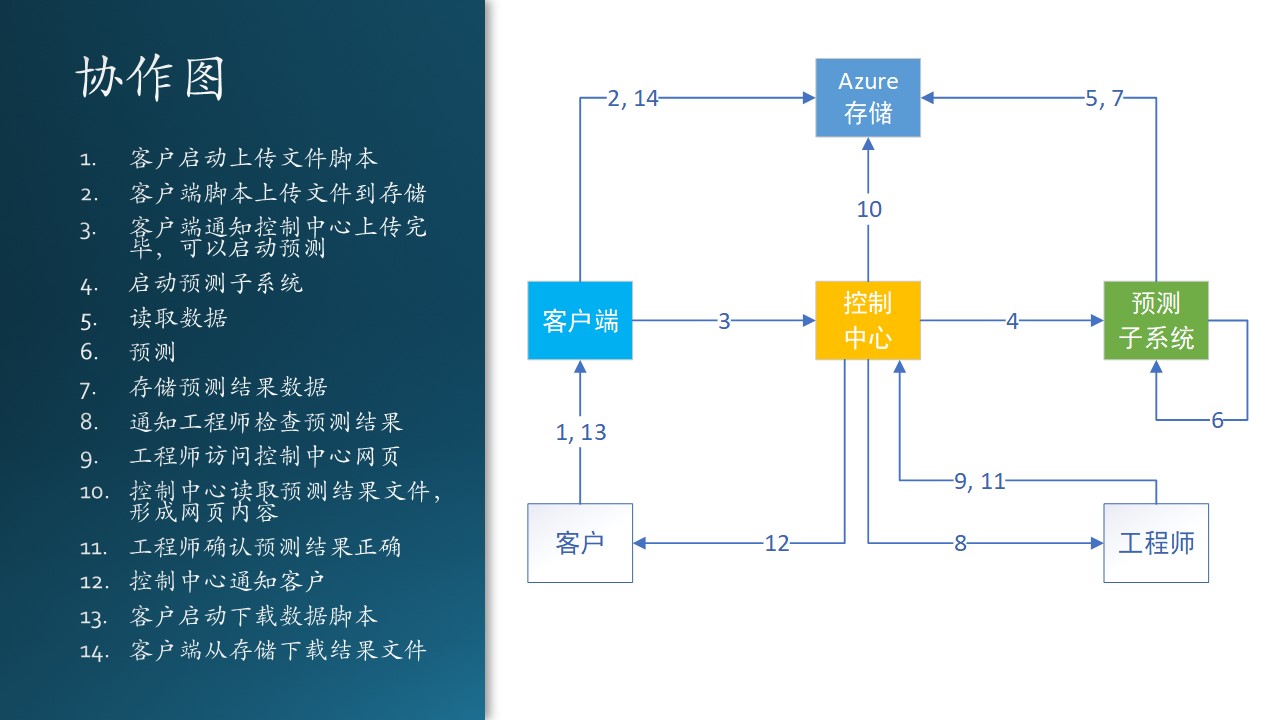 协作图
1. 客户启动上传文件脚本
2. 客户端脚本上传文件到存储
3. 客户端通知控制中心上传完
毕，可以启动预测
4. 启动预测子系统
5. 读取数据
6. 预测
7. 存储预测结果数据
8. 通知工程师检查预测结果
9. 工程师访问控制中心网页
10. 控制中心读取预测结果文件，
形成网页内容
11. 工程师确认预测结果正确
12. 控制中心通知客户
13. 客户启动下载数据脚本
14. 客户端从存储下载结果文件
Azure
存储
2, 14
5, 7
10
客户端
3
控制
中心
4
预测
子系统
6
1, 13
9, 11
客户
12
8
工程师